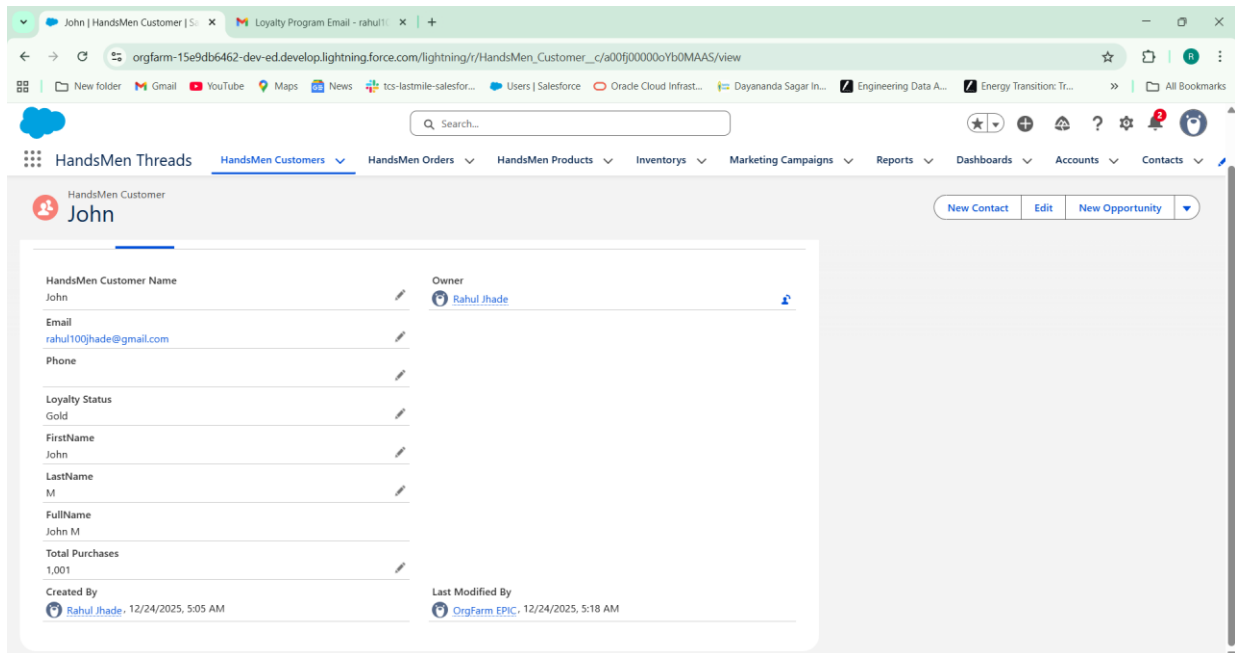 John | HandsMen Customer | Sa
Loyalty Program Email - rahul10
orgfarm-15e9db6462-dev-ed.develop.lightning.force.com/lightning/r/HandsMen_Customer__c/a00fj00000oYb0MAAS/view
R
New folder Gmail YouTube Maps News tcs-lastmile-salesfor... Users | Salesforce Oracle Cloud Infrast... Dayananda Sagar In... Engineering Data A... Energy Transition: Tr... » All Bookmarks
Search...
2
HandsMen Threads HandsMen Customers HandsMen Orders HandsMen Products Inventorys Marketing Campaigns Reports Dashboards Accounts Contacts
HandsMen Customer
John
New Contact Edit New Opportunity
HandsMen Customer Name
John
Owner
Rahul Jhade
Email
rahul100jhade@gmail.com
Phone
Loyalty Status
Gold
FirstName
John
LastName
M
FullName
John M
Total Purchases
1,001
Created By
Rahul Jhade, 12/24/2025, 5:05 AM
Last Modified By
OrgFarm EPIC, 12/24/2025, 5:18 AM